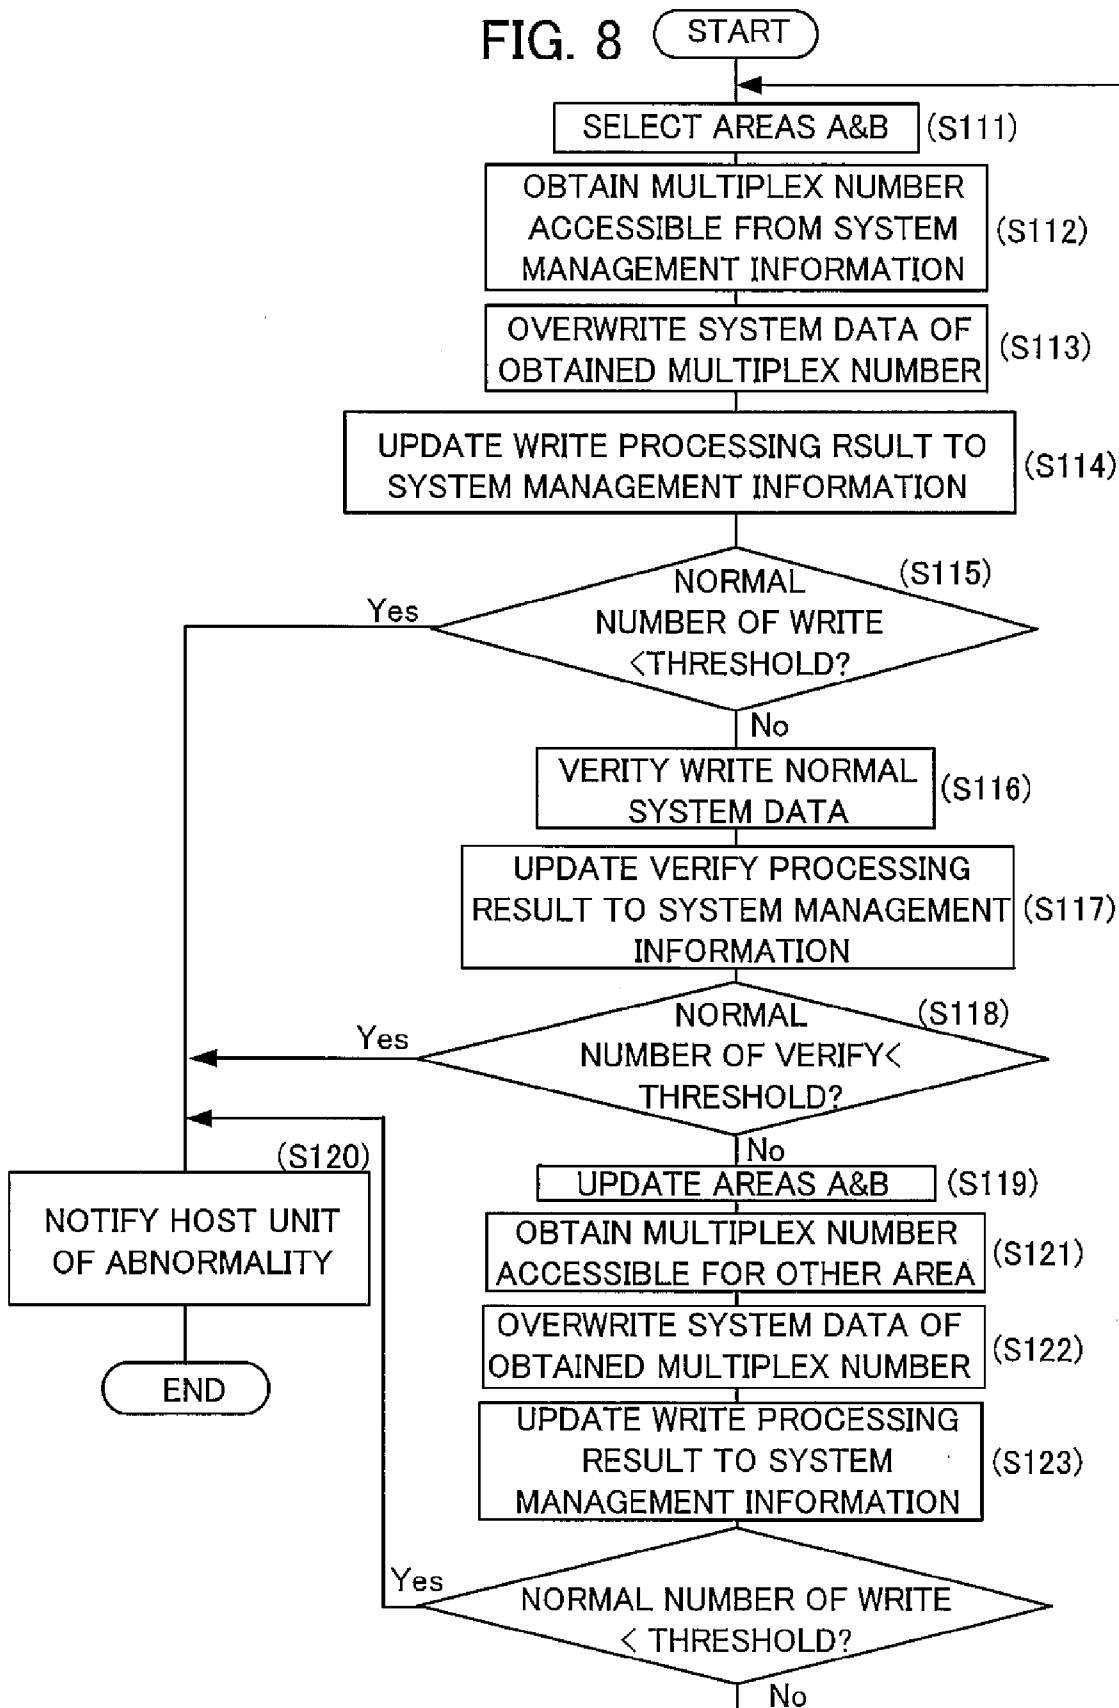 FIG. 8
START
SELECT AREAS A&B
(S111)
OBTAIN MULTIPLEX NUMBER
ACCESSIBLE FROM SYSTEM
MANAGEMENT INFORMATION
(S112)
OVERWRITE SYSTEM DATA OF
OBTAINED MULTIPLEX NUMBER
(S113)
UPDATE WRITE PROCESSING RSULT TO
SYSTEM MANAGEMENT INFORMATION
(S114)
NORMAL
NUMBER OF WRITE
<THRESHOLD?
(S115)
Yes
No
VERITY WRITE NORMAL
SYSTEM DATA
(S116)
UPDATE VERIFY PROCESSING
RESULT TO SYSTEM MANAGEMENT
INFORMATION
(S117)
NORMAL
NUMBER OF VERIFY<
THRESHOLD?
(S118)
Yes
No
(S120)
NOTIFY HOST UNIT
OF ABNORMALITY
END
UPDATE AREAS A&B
(S119)
OBTAIN MULTIPLEX NUMBER
ACCESSIBLE FOR OTHER AREA
(S121)
OVERWRITE SYSTEM DATA OF
OBTAINED MULTIPLEX NUMBER
(S122)
UPDATE WRITE PROCESSING
RESULT TO SYSTEM
MANAGEMENT INFORMATION
(S123)
Yes
NORMAL NUMBER OF WRITE
< THRESHOLD?
No